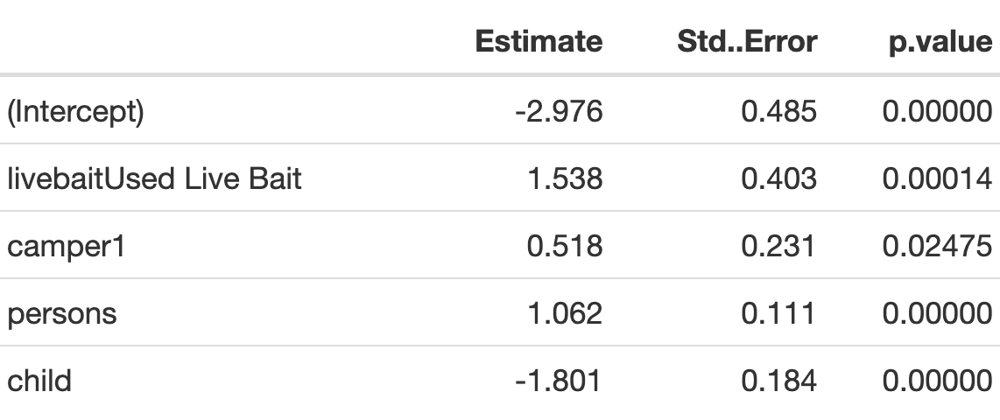 Estimate Std..Error p.value
(Intercept) -2.976 0.485 0.00000
livebaitUsed Live Bait 1.538 0.403 0.00014
camper1 0.518 0.231 0.02475
persons 1.062 0.111 0.00000
child -1.801 0.184 0.00000